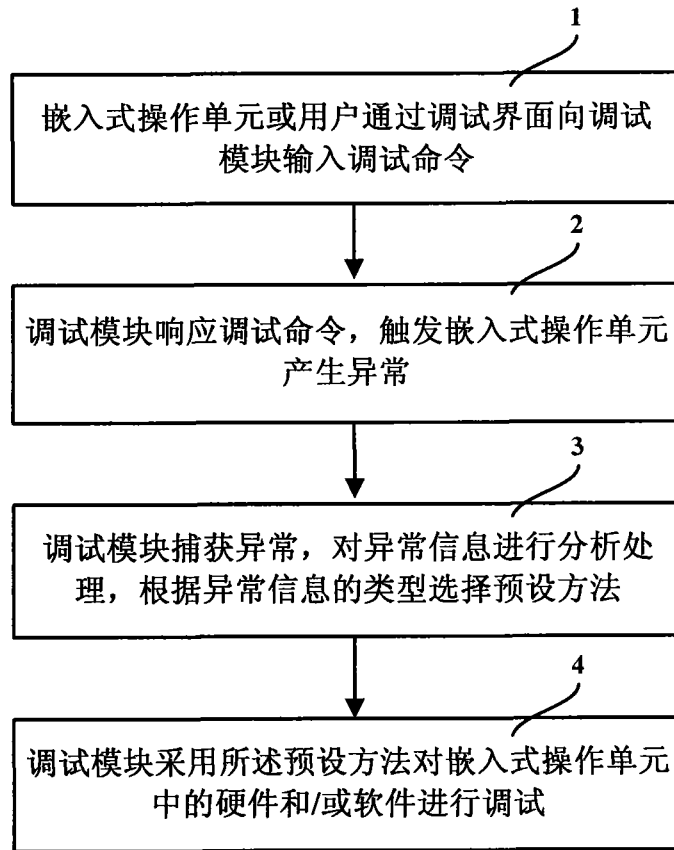 1
嵌入式操作单元或用户通过调试界面向调试
模块输入调试命令
2
调试模块响应调试命令，触发嵌入式操作单元
产生异常
3
调试模块捕获异常，对异常信息进行分析处
理，根据异常信息的类型选择预设方法
4
调试模块采用所述预设方法对嵌入式操作单元
中的硬件和/或软件进行调试